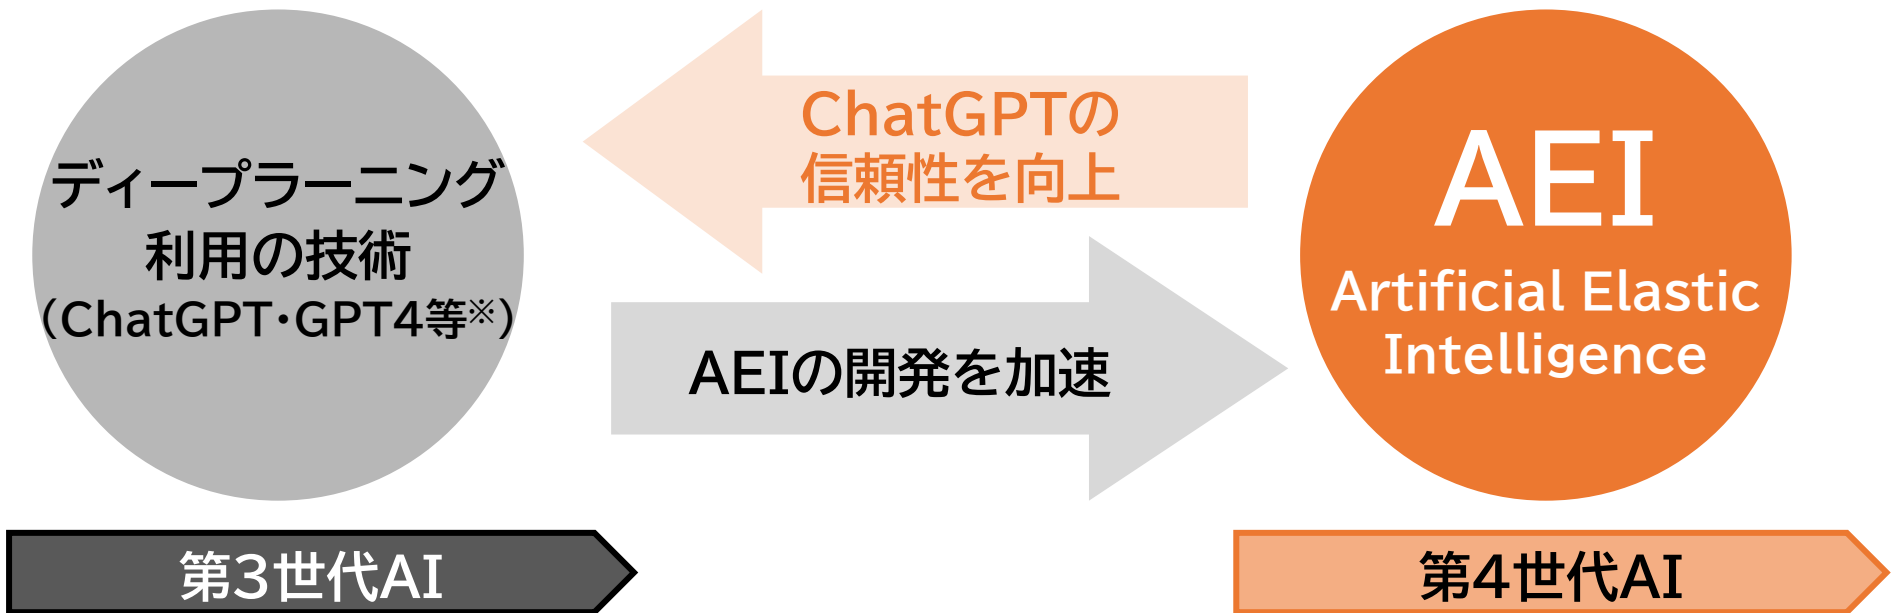 ディープラーニング
利用の技術
（ChatGPT・GPT4等※）
ChatGPTの
信頼性を向上
AEIの開発を加速
AEI
Artificial Elastic
Intelligence
第3世代AI
第4世代AI